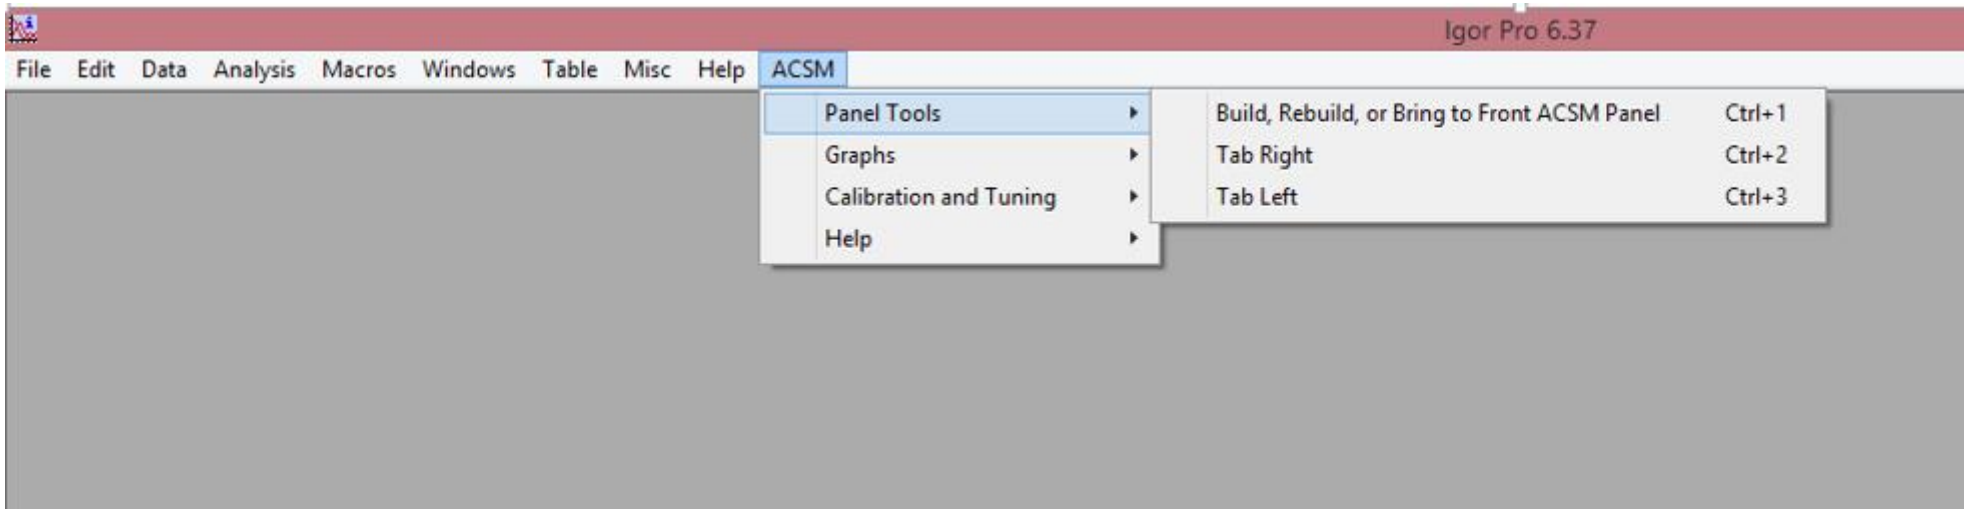 Igor Pro 6.37
File Edit Data Analysis Macros Windows Table Misc Help ACSM
Panel Tools
Graphs
Calibration and Tuning
Help
Build, Rebuild, or Bring to Front ACSM Panel Ctrl+1
Tab Right Ctrl+2
Tab Left Ctrl+3